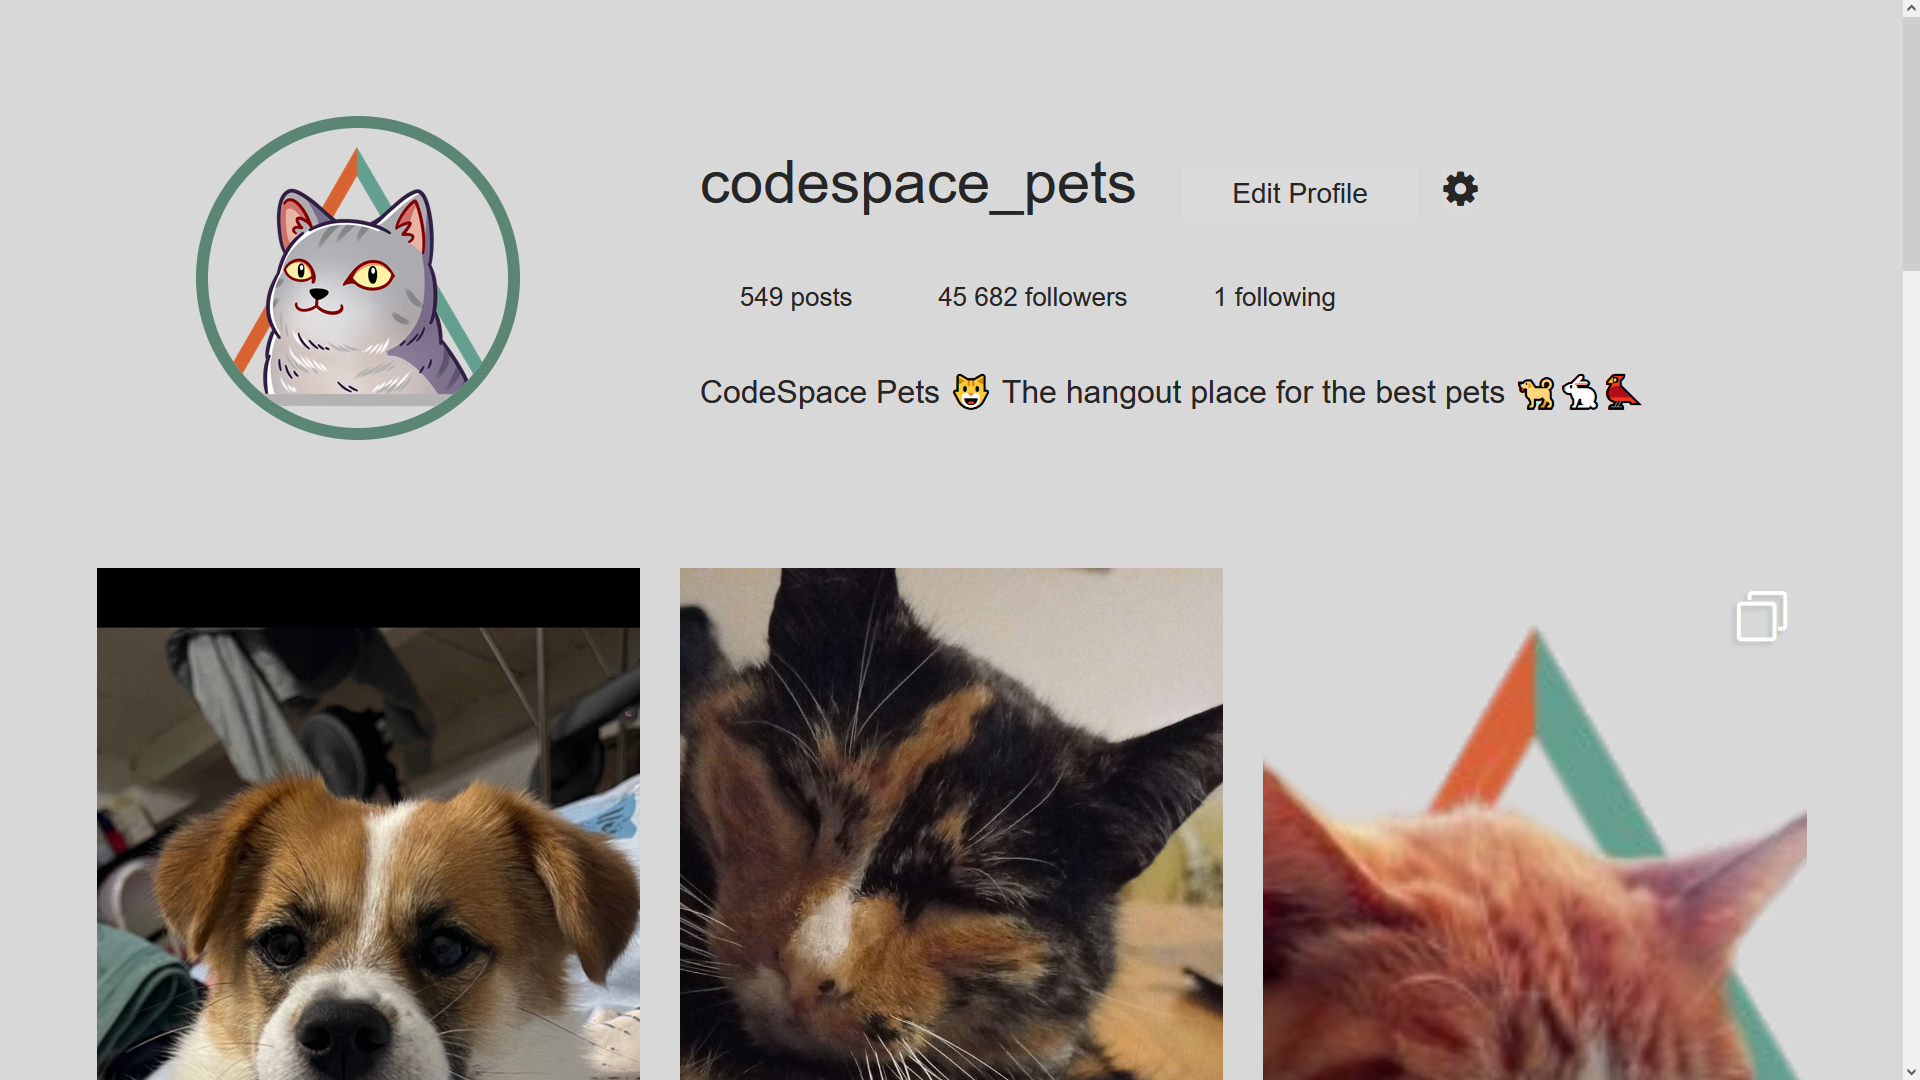 codespace_pets Edit Profile
549 posts 45 682 followers 1 following
CodeSpace Pets 😺 The hangout place for the best pets 🐕🐇🐦